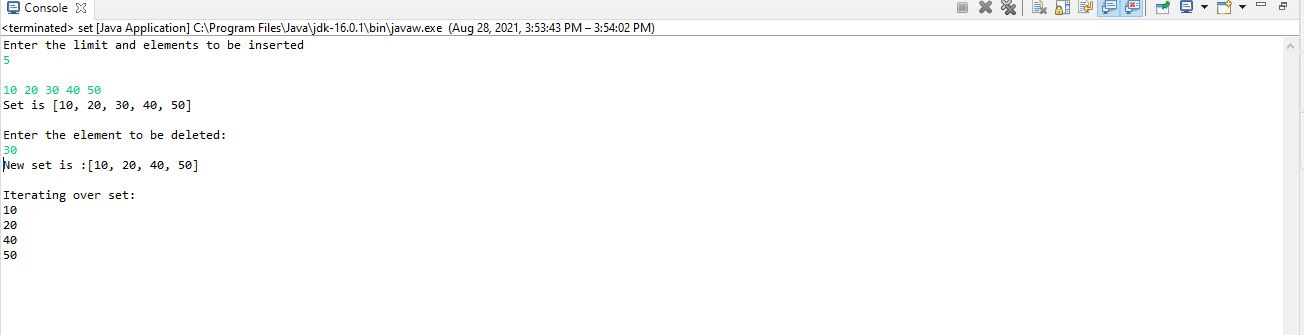 Console
<terminated> set [Java Application] C:\Program Files\Java\jdk-16.0.1\bin\javaw.exe (Aug 28, 2021, 3:53:43 PM – 3:54:02 PM)
Enter the limit and elements to be inserted
5
10 20 30 40 50
Set is [10, 20, 30, 40, 50]
Enter the element to be deleted:
30
New set is :[10, 20, 40, 50]
Iterating over set:
10
20
40
50